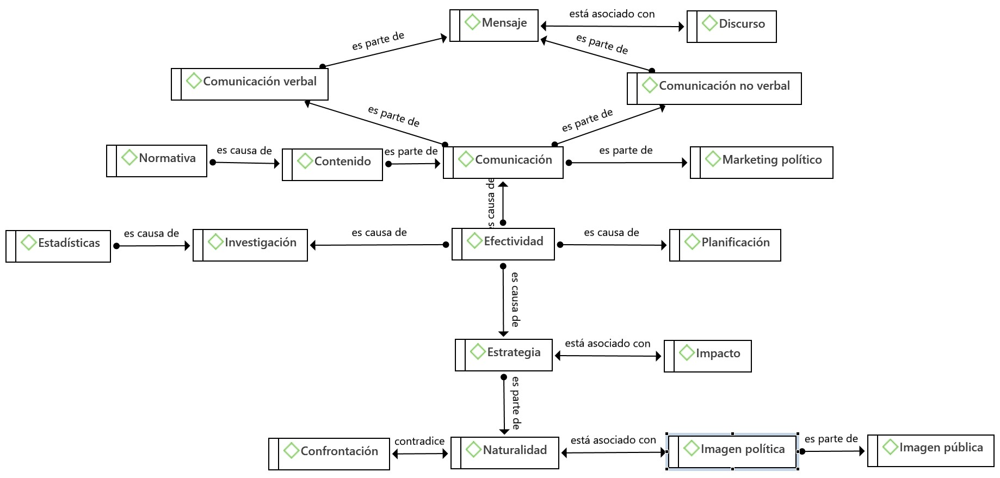 Mensaje
está asociado con
Discurso
es parte de
es parte de
Comunicación verbal
Comunicación no verbal
es parte de
es parte de
Normativa
es causa de
Contenido
es parte de
Comunicación
es parte de
Marketing político
es causa de
Estadísticas
es causa de
Investigación
es causa de
Efectividad
es causa de
Planificación
es causa de
Estrategia
está asociado con
Impacto
es parte de
Confrontación
contradice
Naturalidad
está asociado con
Imagen política
es parte de
Imagen pública